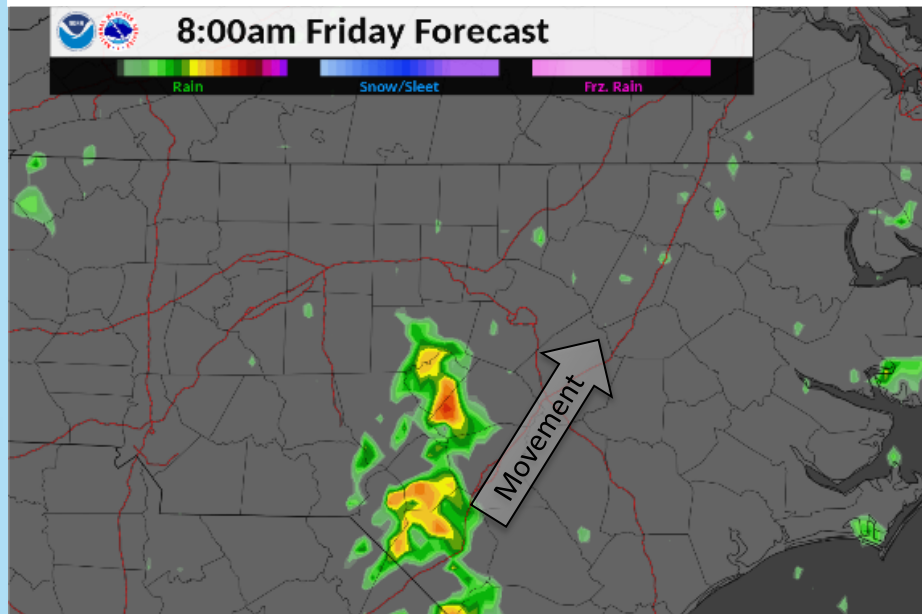 8:00am Friday Forecast
Rain
Snow/Sleet
Frz. Rain
Movement